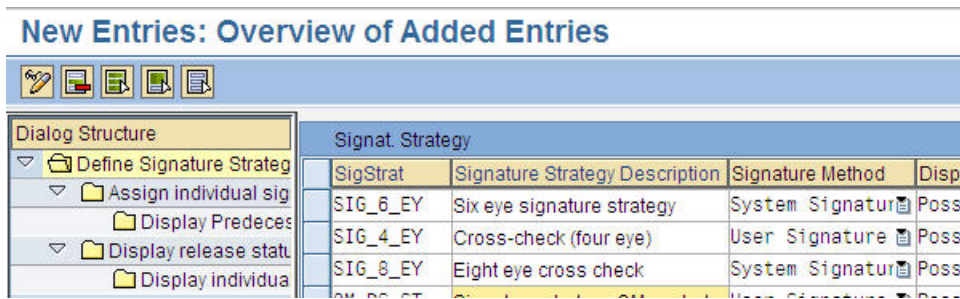 New Entries: Overview of Added Entries
Dialog Structure
Define Signature Strateg
Assign individual sig
Display Predeces
Display release statu
Display individua
Signat. Strategy
SigStrat Signature Strategy Description Signature Method Disp
SIG_6_EY Six eye signature strategy System Signatur Poss
SIG_4_EY Cross-check (four eye) User Signature Poss
SIG_8_EY Eight eye cross check System Signatur Poss